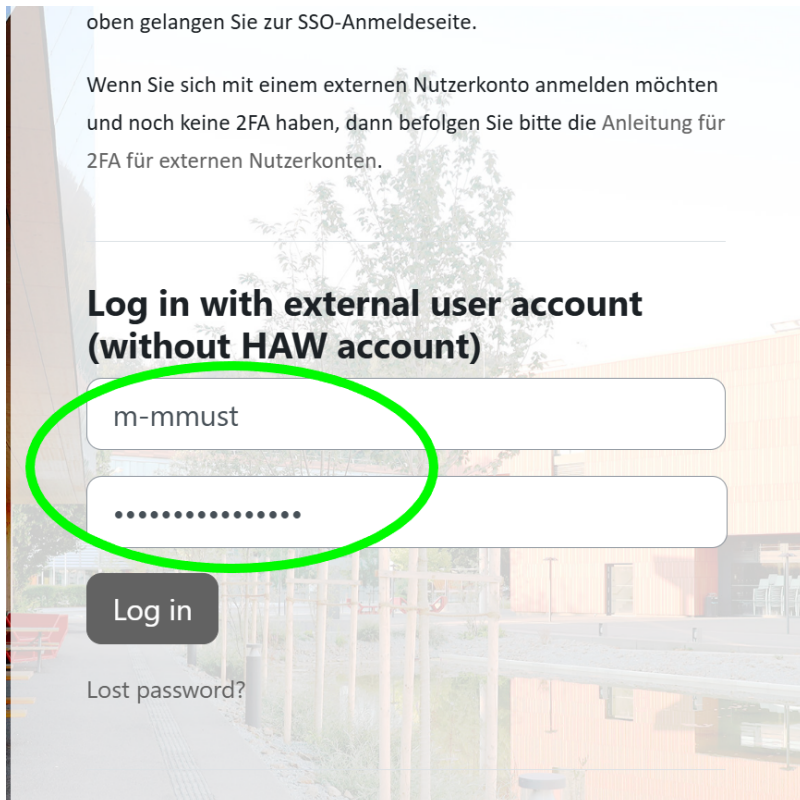 oben gelangen Sie zur SSO-Anmeldeseite.
Wenn Sie sich mit einem externen Nutzerkonto anmelden möchten
und noch keine 2FA haben, dann befolgen Sie bitte die Anleitung für
2FA für externen Nutzerkonten.
Log in with external user account
(without HAW account)
m-mmust
••••••••••••••••
Log in
Lost password?